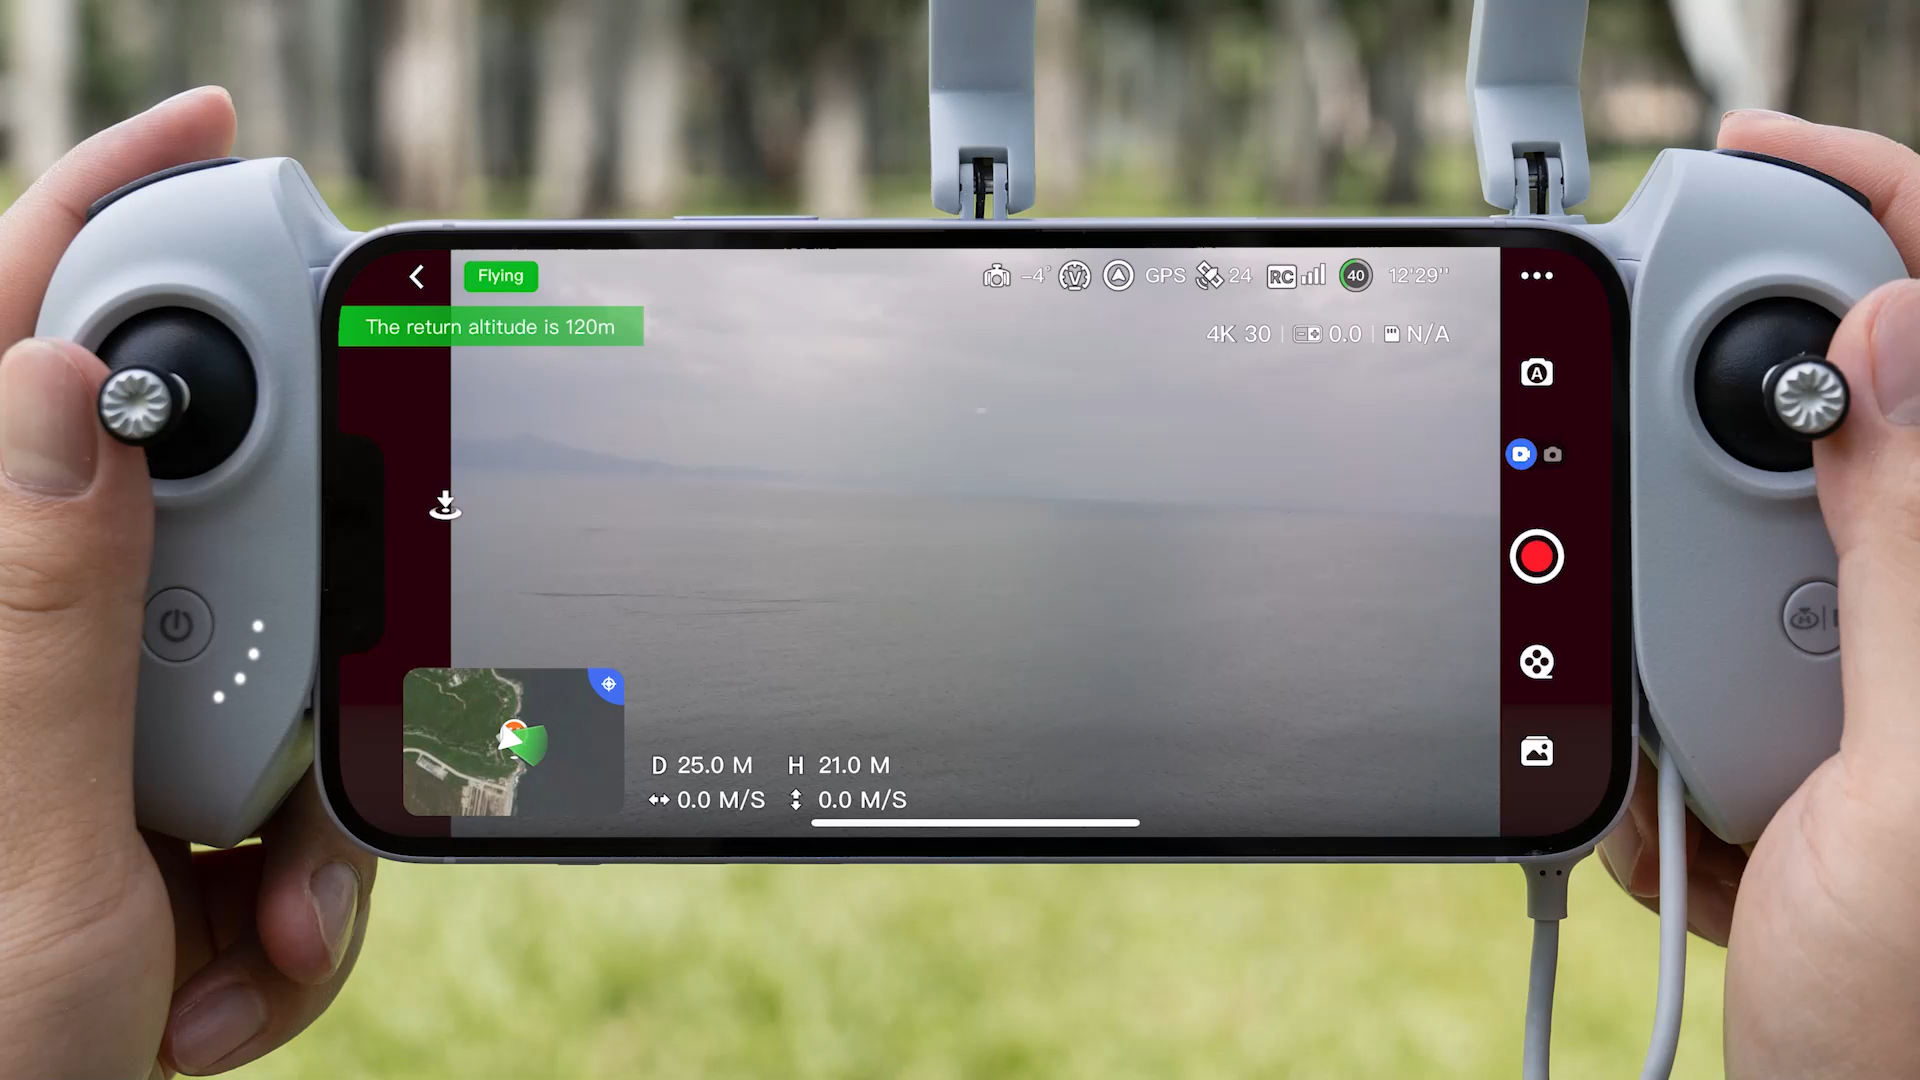 Flying
-4° GPS 24 RC 40 12'29''
The return altitude is 120m
4K 30 0.0 N/A
A
D 25.0 M H 21.0 M
0.0 M/S 0.0 M/S